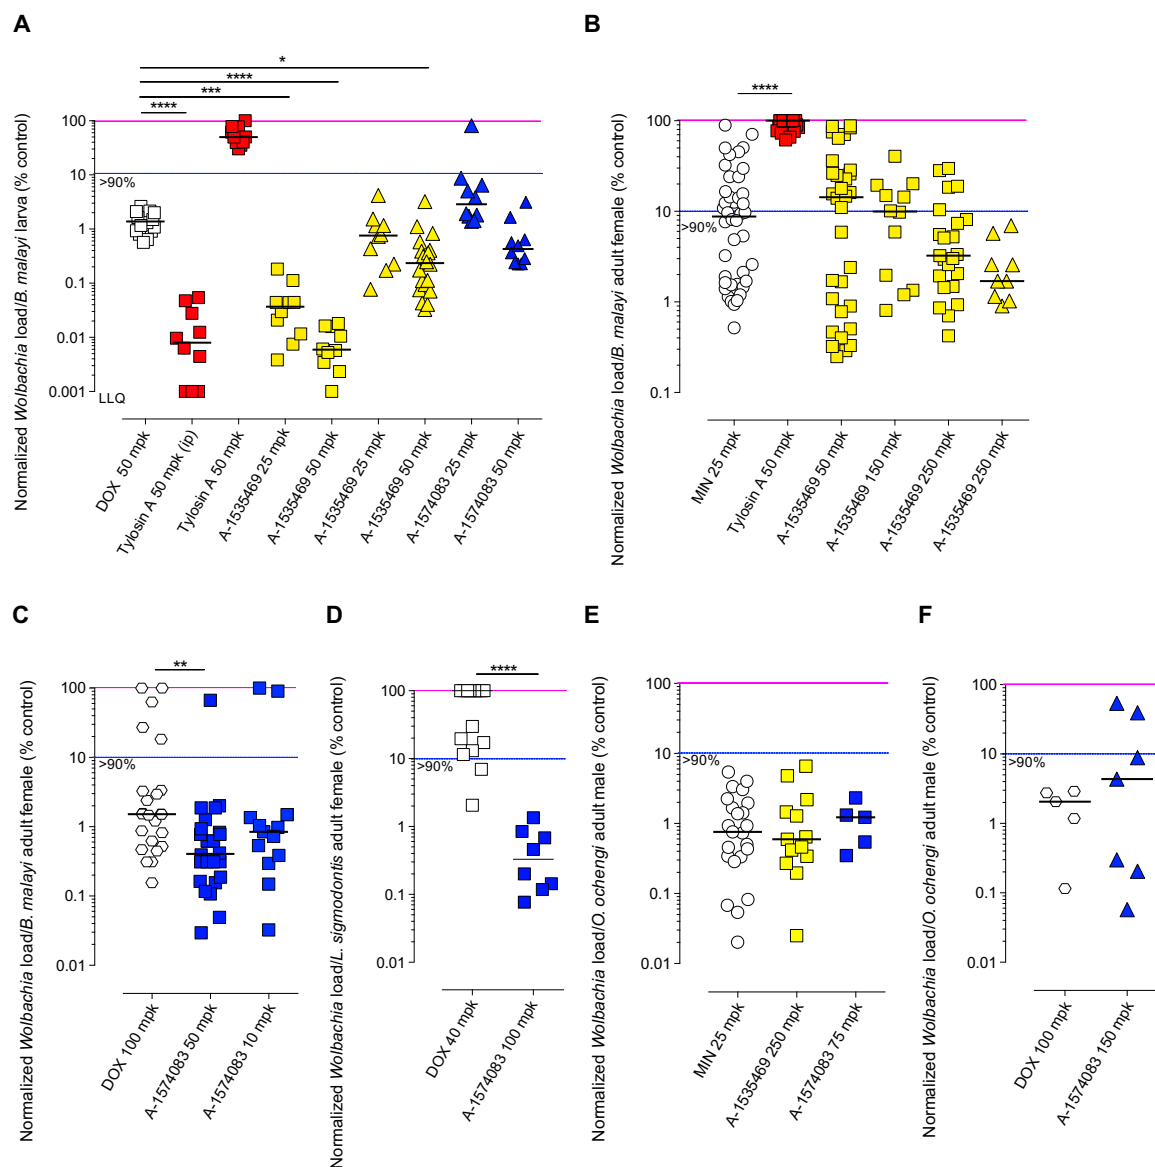 A
Normalized Wolbachia load/B. malayi larva (% control)
*
****
***
****
100
10
1
0.1
0.01
0.001
>90%
LLQ
DOX 50 mpk
Tylosin A 50 mpk (ip)
Tylosin A 50 mpk
A-1535469 25 mpk
A-1535469 50 mpk
A-1535469 25 mpk
A-1535469 50 mpk
A-1574083 25 mpk
A-1574083 50 mpk
B
Normalized Wolbachia load/B. malayi adult female (% control)
****
100
10
1
0.1
>90%
MIN 25 mpk
Tylosin A 50 mpk
A-1535469 50 mpk
A-1535469 150 mpk
A-1535469 250 mpk
A-1535469 250 mpk
C
Normalized Wolbachia load/B. malayi adult female (% control)
**
100
10
1
0.1
0.01
>90%
DOX 100 mpk
A-1574083 50 mpk
A-1574083 10 mpk
D
Normalized Wolbachia load/L. sigmodontis adult female (% control)
****
100
10
1
0.1
0.01
>90%
DOX 40 mpk
A-1574083 100 mpk
E
Normalized Wolbachia load/O. ochengi adult male (% control)
100
10
1
0.1
0.01
>90%
MIN 25 mpk
A-1535469 250 mpk
A-1574083 75 mpk
F
Normalized Wolbachia load/O. ochengi adult male (% control)
100
10
1
0.1
0.01
>90%
DOX 100 mpk
A-1574083 150 mpk